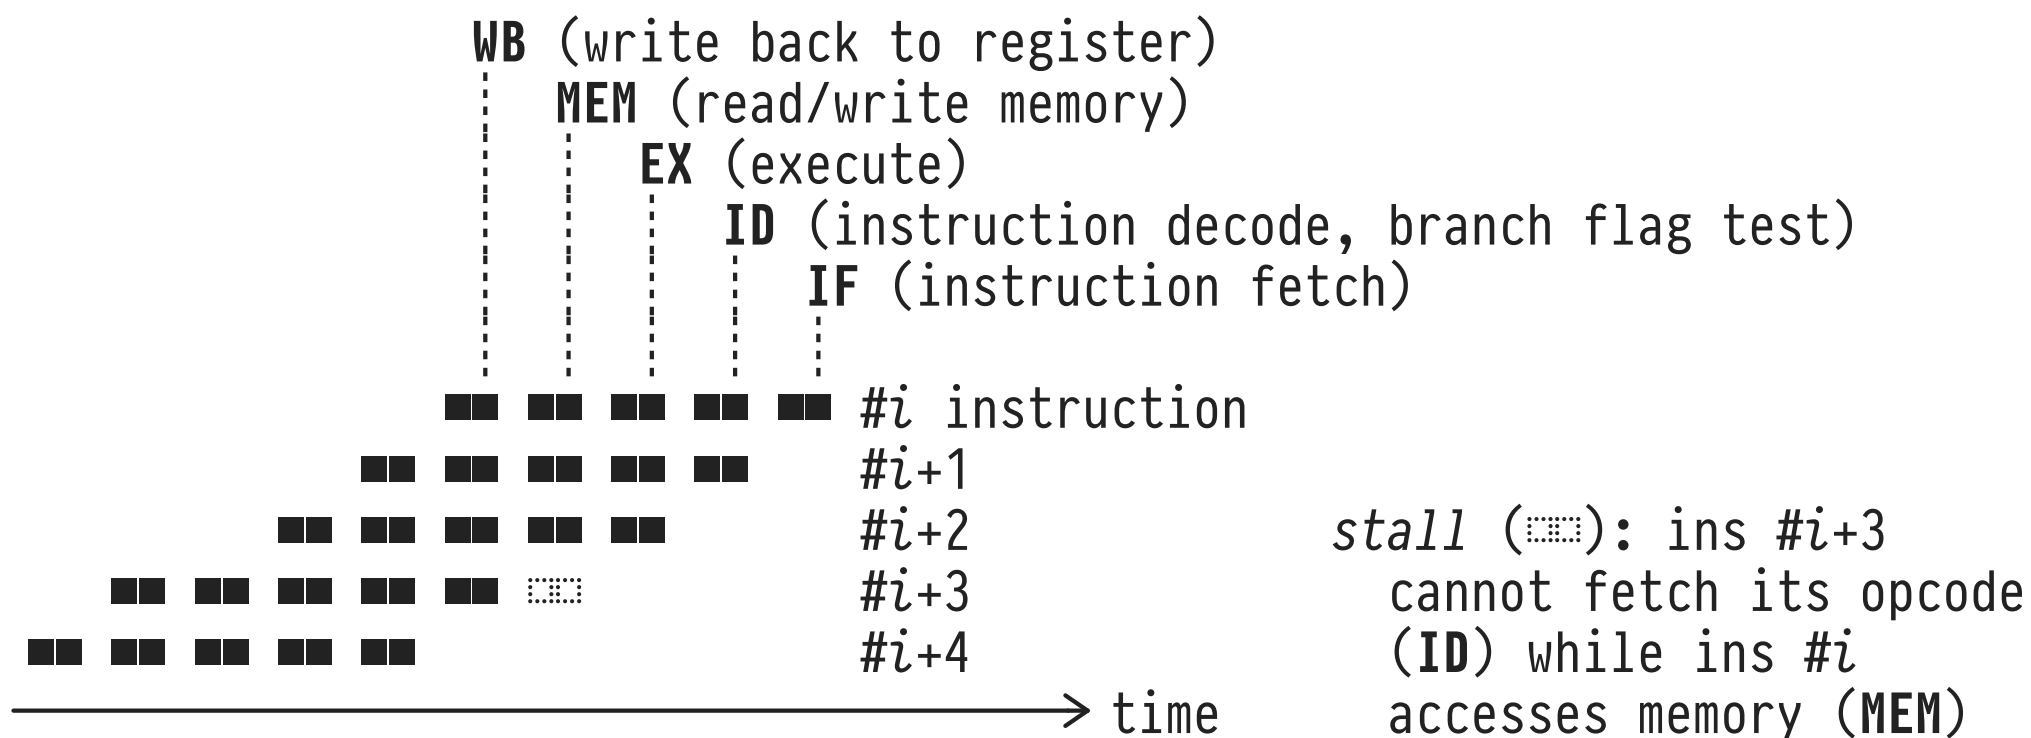 WB (write back to register)
MEM (read/write memory)
EX (execute)
ID (instruction decode, branch flag test)
IF (instruction fetch)
#i instruction
#i+1
#i+2
#i+3
#i+4
time
stall (): ins #i+3
cannot fetch its opcode
(ID) while ins #i
accesses memory (MEM)